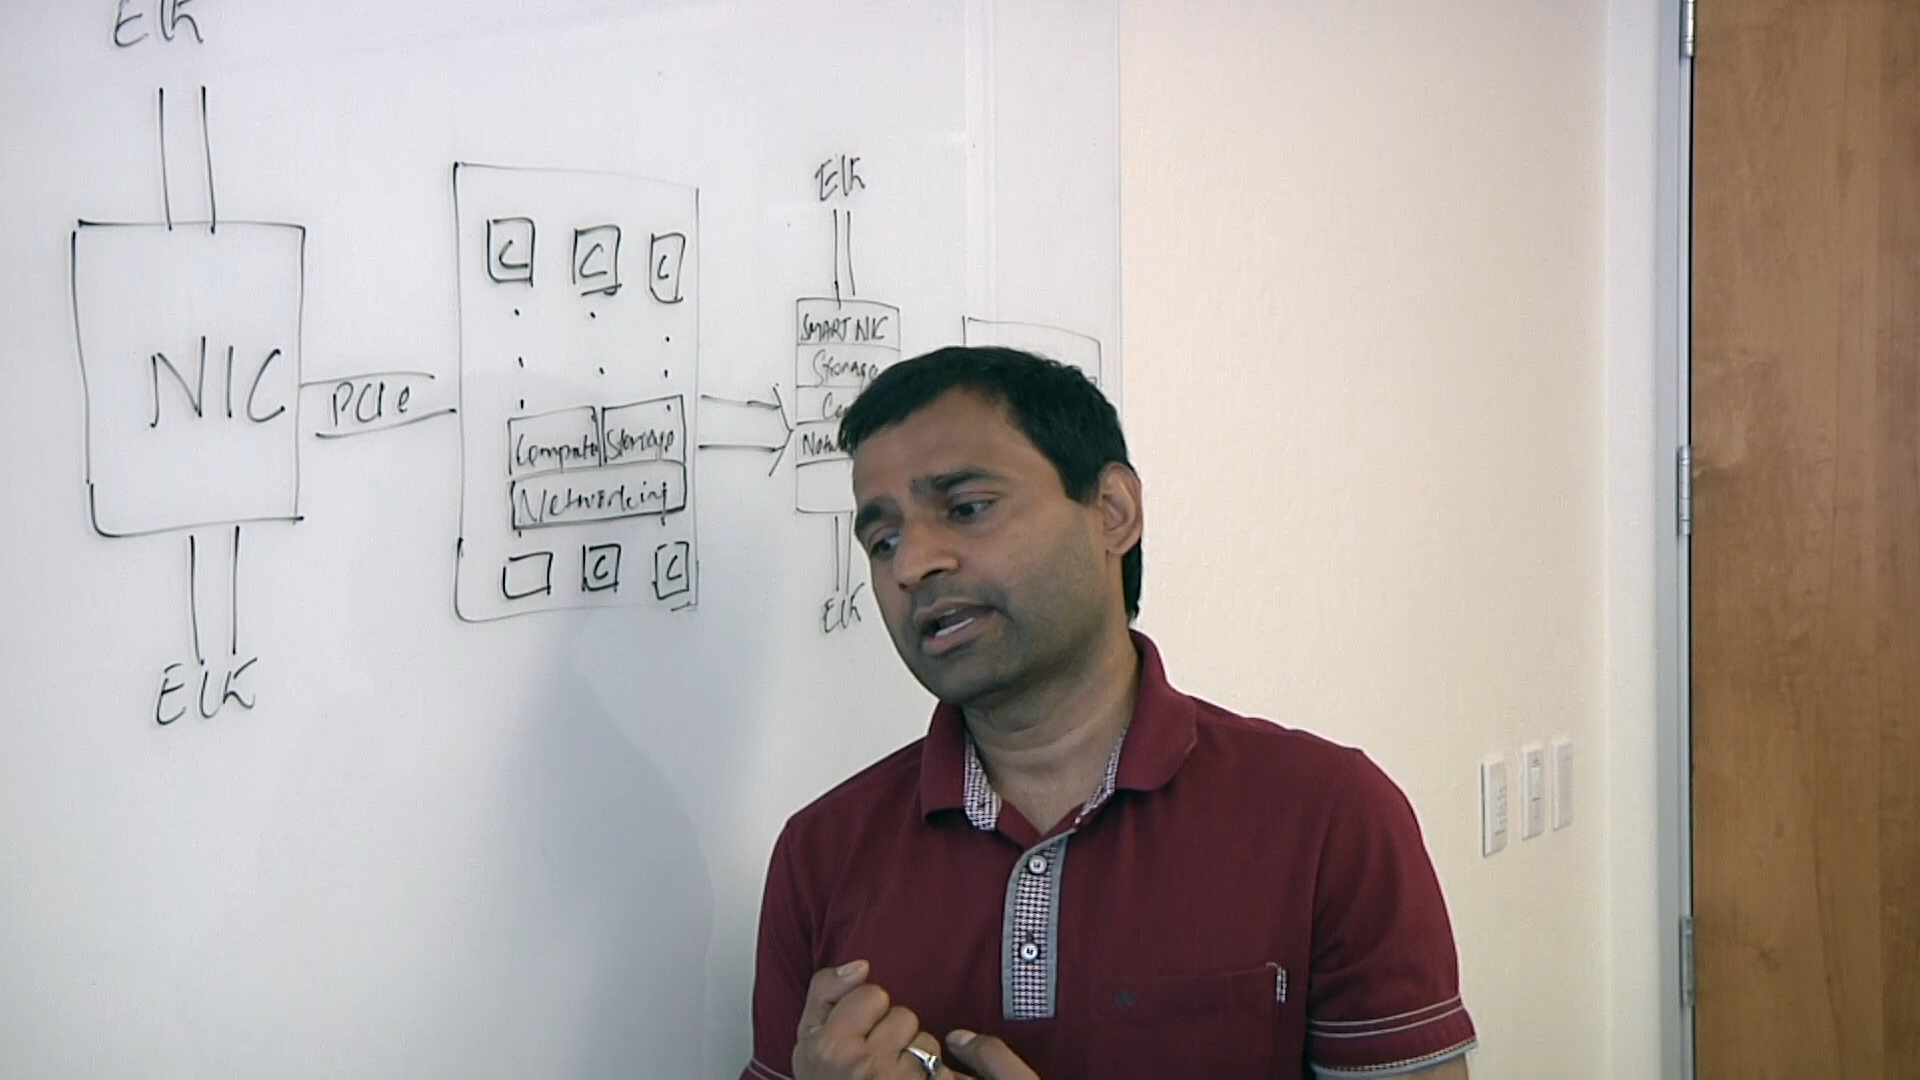 Eth
NIC
PCIe
Eth
C C C
Compute Storage
Networking
C C
Eth
SMART NIC
Storage
Eth